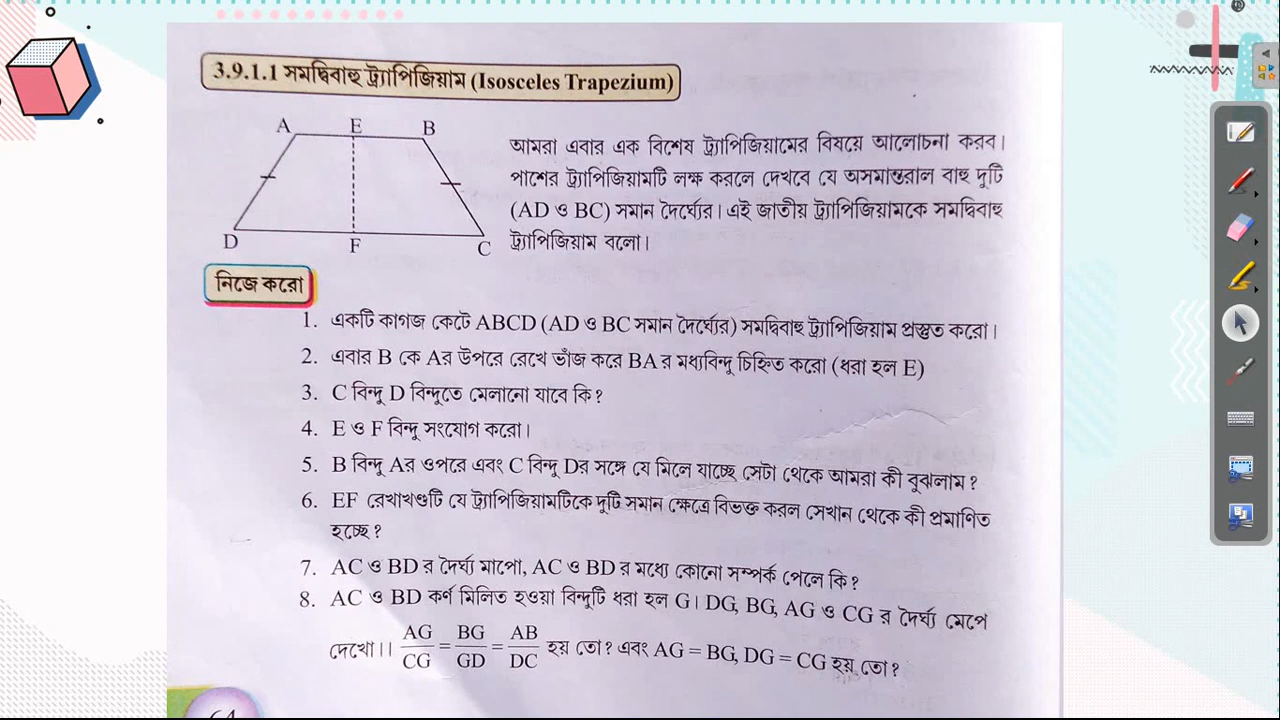 3.9.1.1 সমদ্বিবাহু ট্র্যাপিজিয়াম (Isosceles Trapezium)
A E B
D F C
আমরা এবার এক বিশেষ ট্র্যাপিজিয়ামের বিষয়ে আলোচনা করব।
পাশের ট্র্যাপিজিয়ামটি লক্ষ করলে দেখবে যে অসমান্তরাল বাহু দুটি
(AD ও BC) সমান দৈর্ঘ্যের। এই জাতীয় ট্র্যাপিজিয়ামকে সমদ্বিবাহু
ট্র্যাপিজিয়াম বলো।
নিজে করো
1. একটি কাগজ কেটে ABCD (AD ও BC সমান দৈর্ঘ্যের) সমদ্বিবাহু ট্র্যাপিজিয়াম প্রস্তুত করো।
2. এবার B কে Aর উপরে রেখে ভাঁজ করে BA র মধ্যবিন্দু চিহ্নিত করো (ধরা হল E)
3. C বিন্দু D বিন্দুতে মেলানো যাবে কি?
4. E ও F বিন্দু সংযোগ করো।
5. B বিন্দু Aর ওপরে এবং C বিন্দু Dর সঙ্গে যে মিলে যাচ্ছে সেটা থেকে আমরা কী বুঝলাম?
6. EF রেখাখণ্ডটি যে ট্র্যাপিজিয়ামটিকে দুটি সমান ক্ষেত্রে বিভক্ত করল সেখান থেকে কী প্রমাণিত
হচ্ছে?
7. AC ও BD র দৈর্ঘ্য মাপো, AC ও BD র মধ্যে কোনো সম্পর্ক পেলে কি?
8. AC ও BD কর্ণ মিলিত হওয়া বিন্দুটি ধরা হল G। DG, BG, AG ও CG র দৈর্ঘ্য মেপে
দেখো।। AG/CG = BG/GD = AB/DC হয় তো? এবং AG = BG, DG = CG হয় তো?